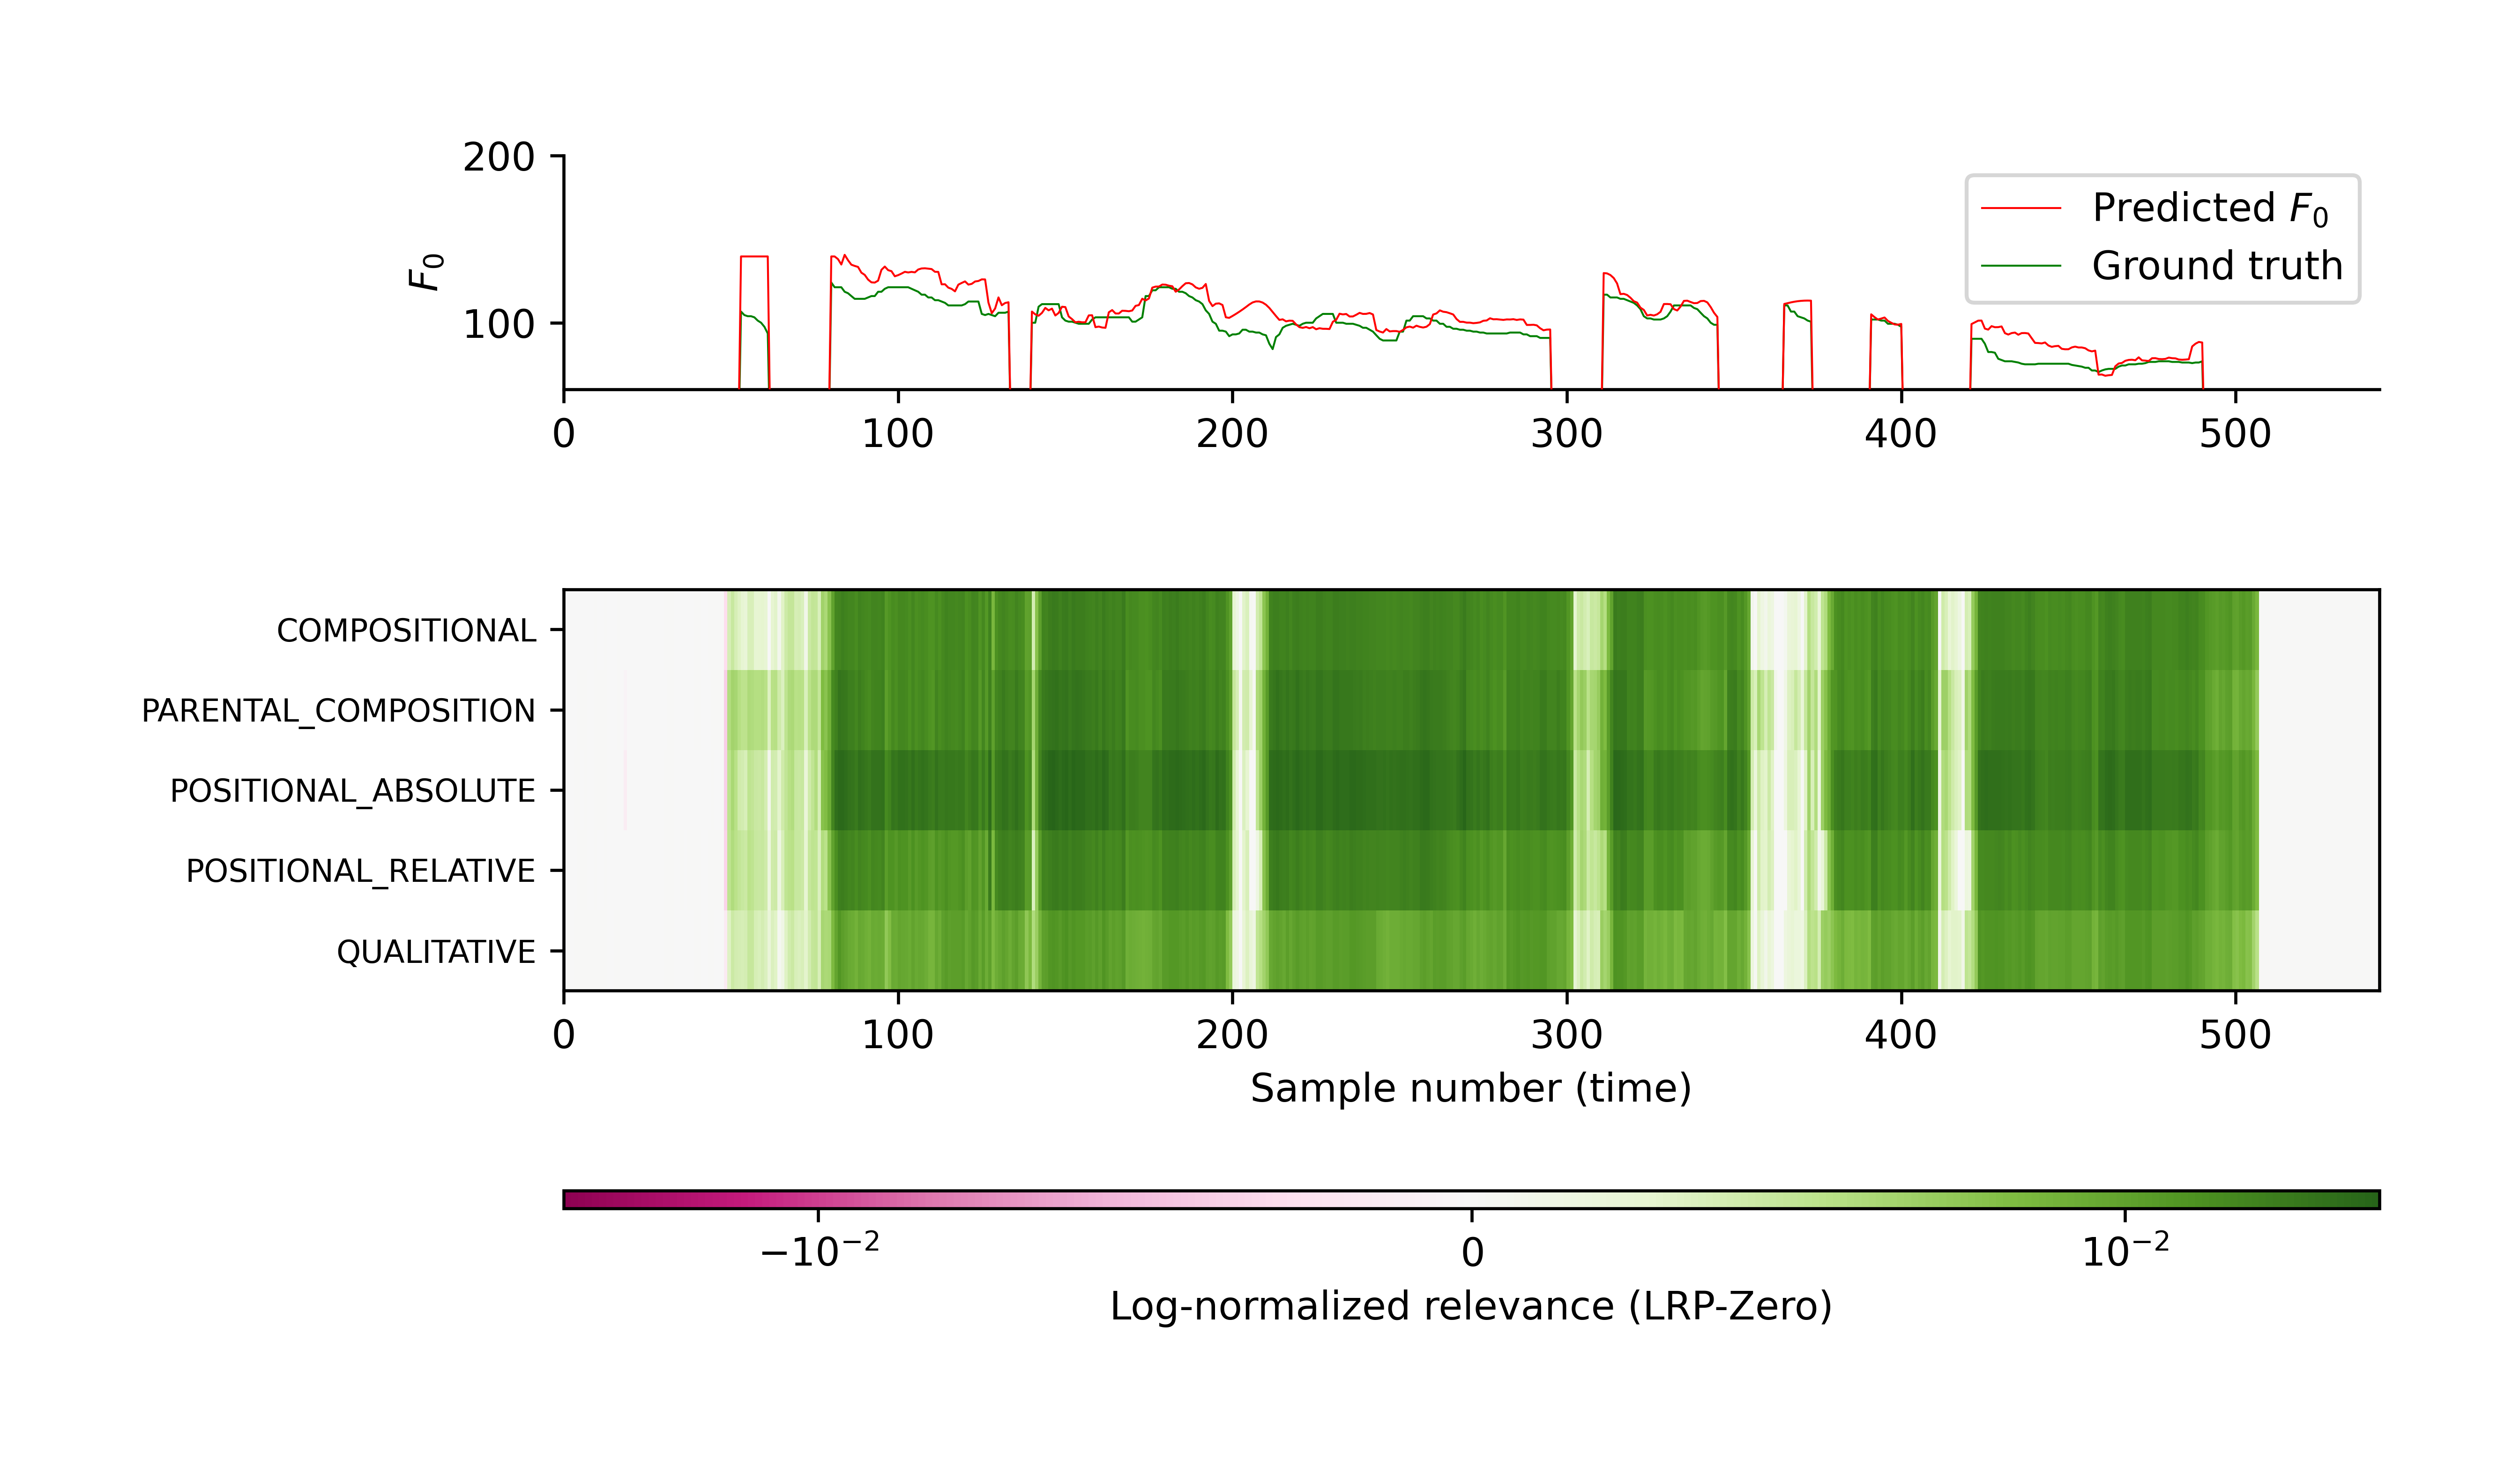 200
100
F₀
Predicted F₀
Ground truth
0 100 200 300 400 500
COMPOSITIONAL
PARENTAL_COMPOSITION
POSITIONAL_ABSOLUTE
POSITIONAL_RELATIVE
QUALITATIVE
0 100 200 300 400 500
Sample number (time)
−10⁻² 0 10⁻²
Log-normalized relevance (LRP-Zero)